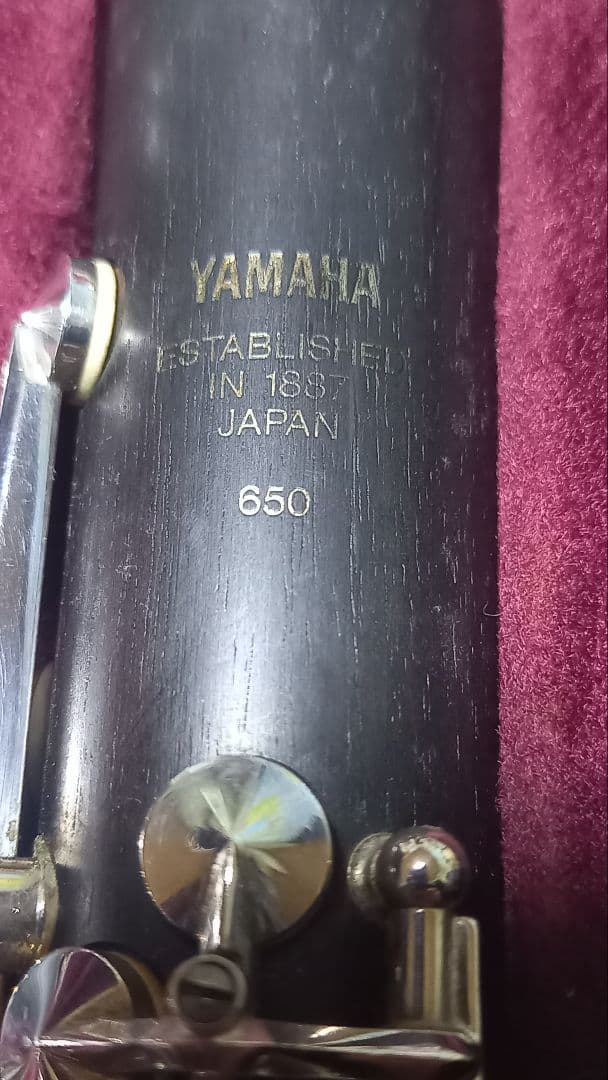 YAMAHA
ESTABLISHED
IN 1887
JAPAN
650